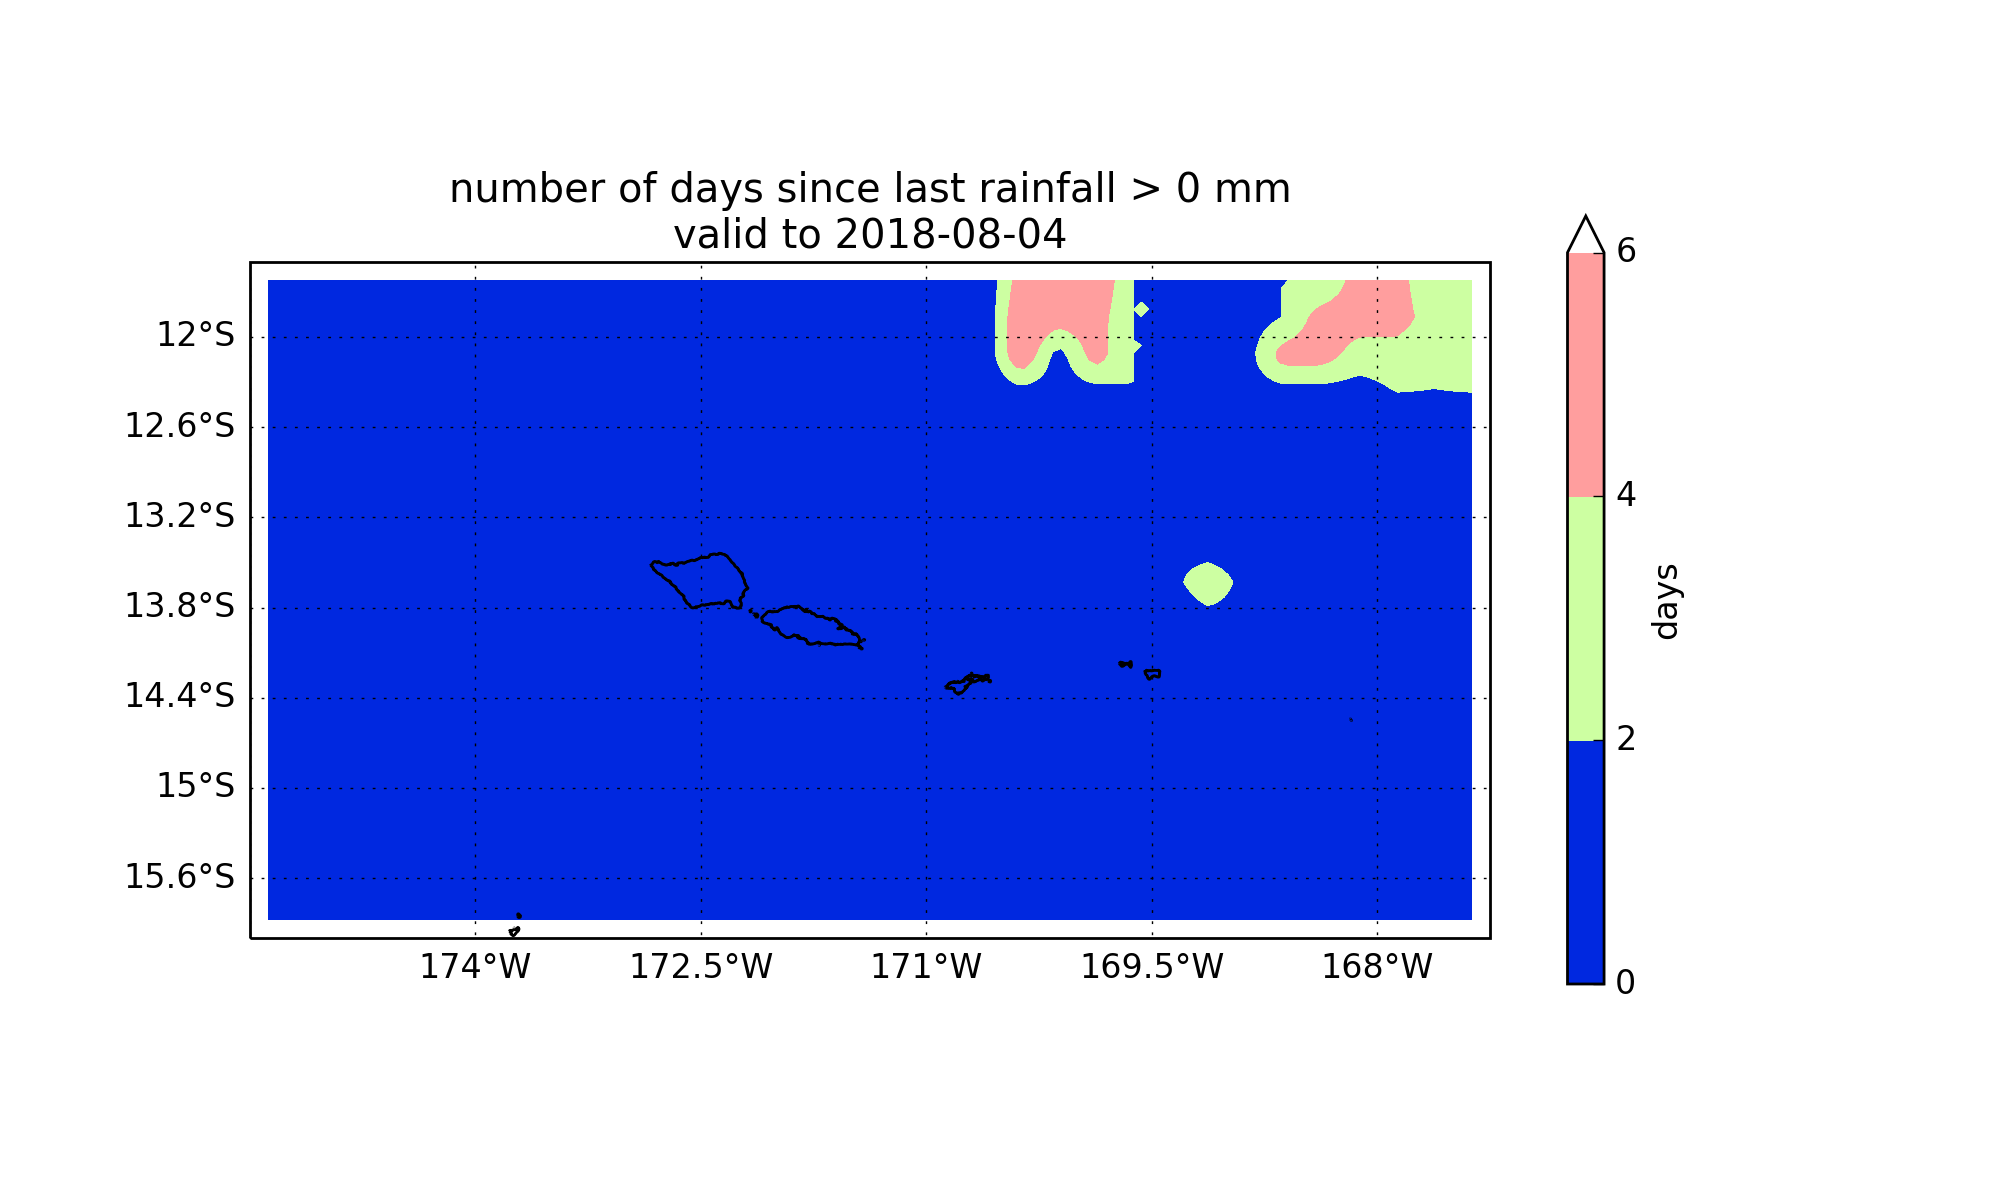 number of days since last rainfall > 0 mm
valid to 2018-08-04
12°S
12.6°S
13.2°S
13.8°S
14.4°S
15°S
15.6°S
174°W
172.5°W
171°W
169.5°W
168°W
6
4
2
0
days